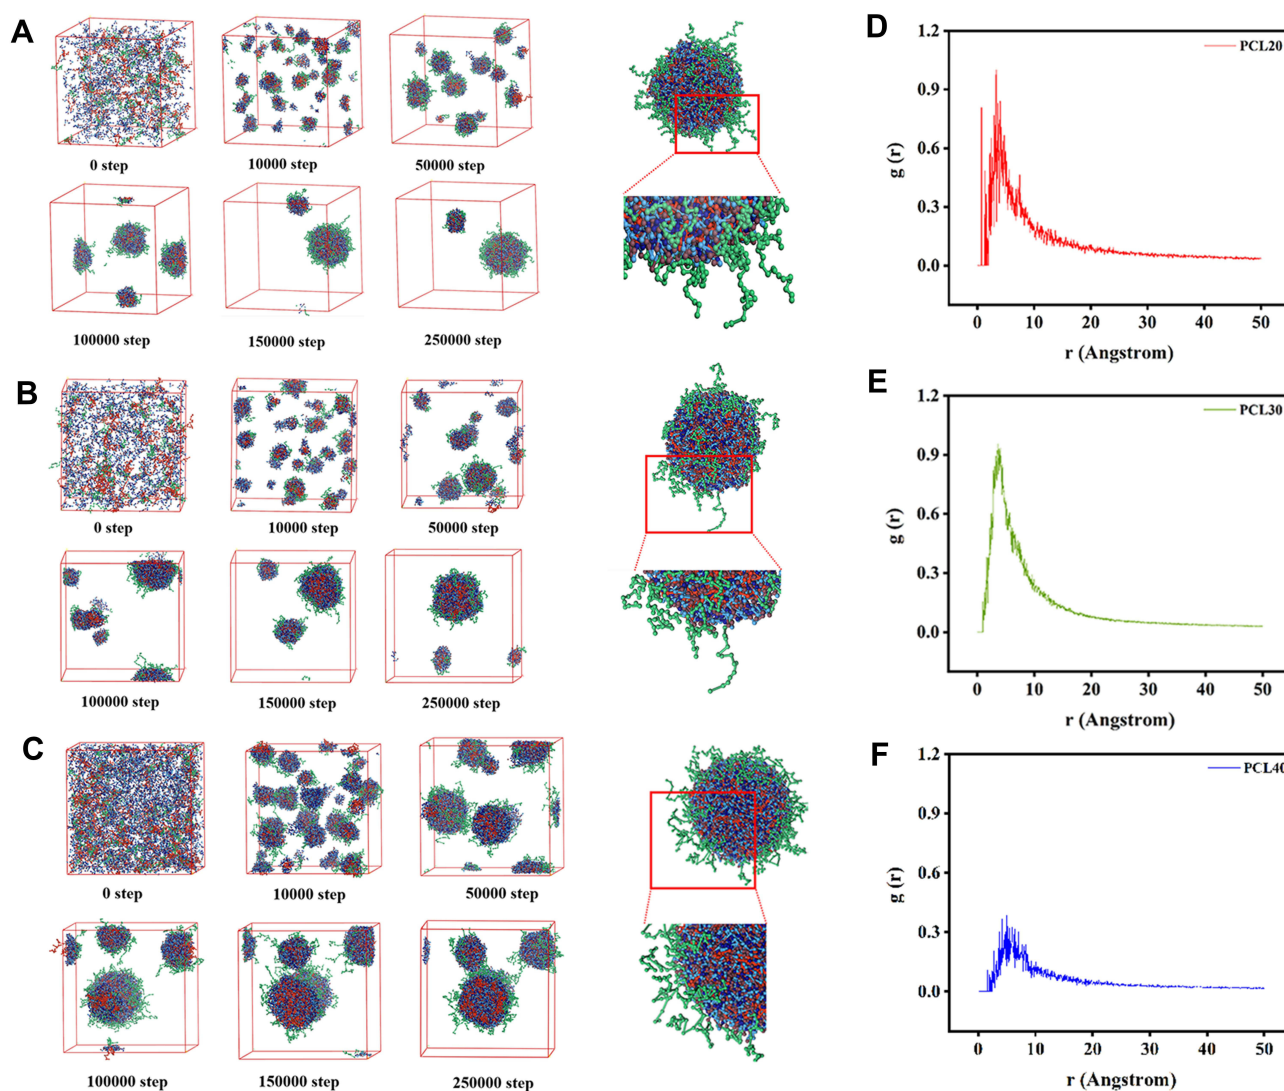 A
0 step
10000 step
50000 step
100000 step
150000 step
250000 step
B
0 step
10000 step
50000 step
100000 step
150000 step
250000 step
C
0 step
10000 step
50000 step
100000 step
150000 step
250000 step
D
PCL20
g (r)
1.2
0.9
0.6
0.3
0.0
0 10 20 30 40 50
r (Angstrom)
E
PCL30
g (r)
1.2
0.9
0.6
0.3
0.0
0 10 20 30 40 50
r (Angstrom)
F
PCL40
g (r)
1.2
0.9
0.6
0.3
0.0
0 10 20 30 40 50
r (Angstrom)